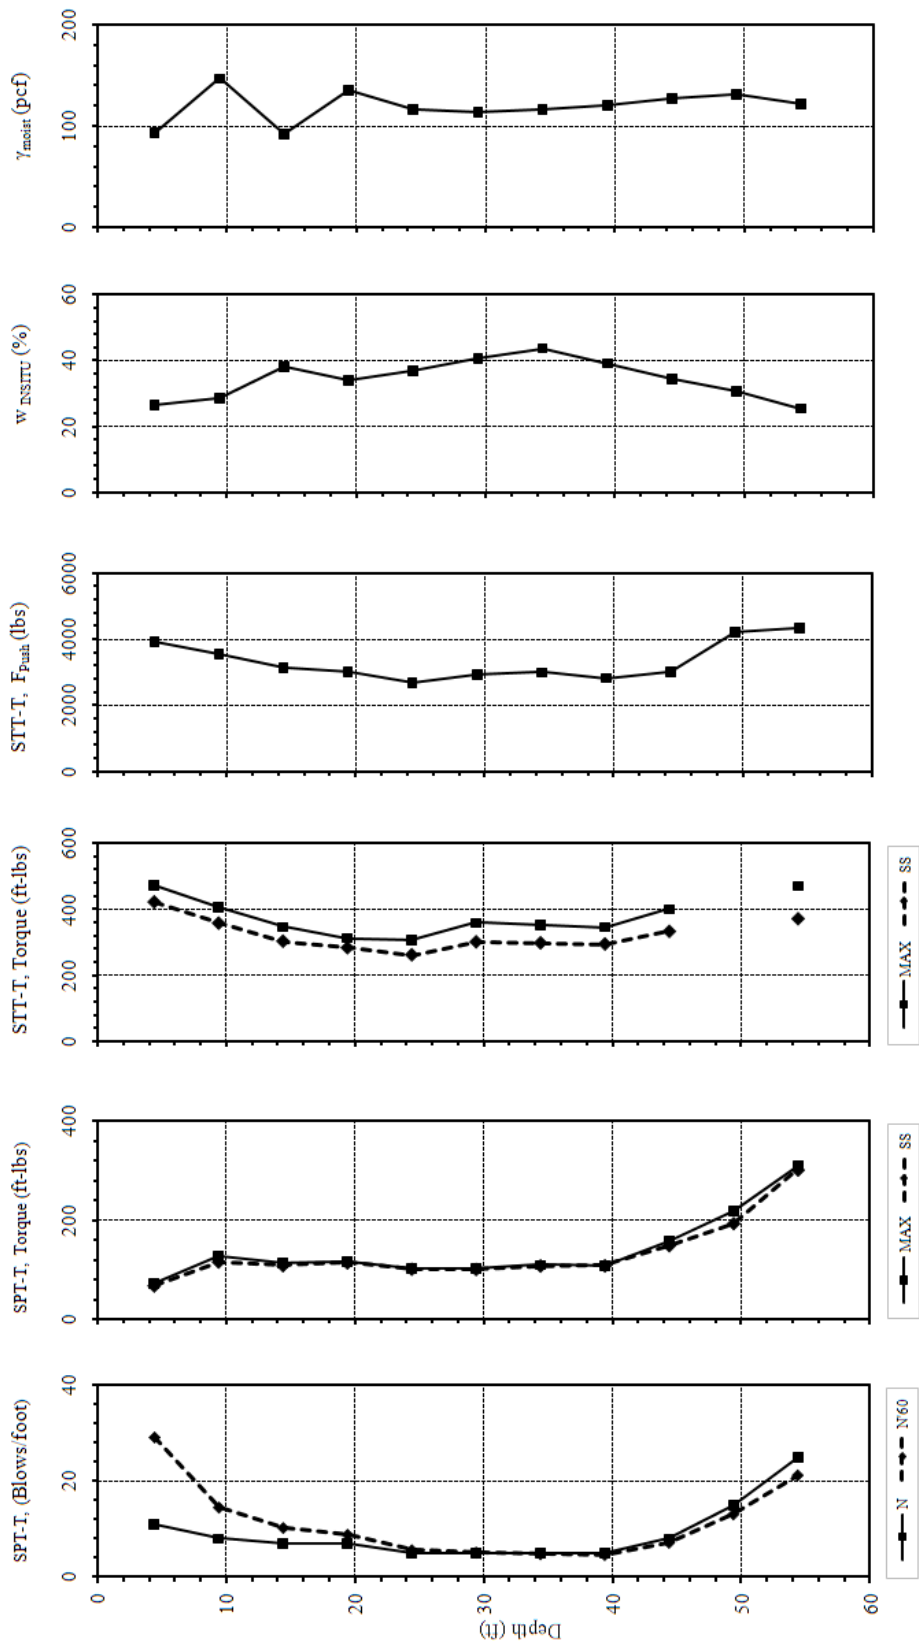 γmoist (pcf)
200
100
0
w INSITU (%)
60
40
20
0
STT-T, FPush (lbs)
6000
4000
2000
0
STT-T, Torque (ft-lbs)
600
400
200
0
MAX SS
SPT-T, Torque (ft-lbs)
400
200
0
MAX SS
SPT-T, (Blows/foot)
40
20
0
N N60
0
10
20
30
40
50
60
Depth (ft)